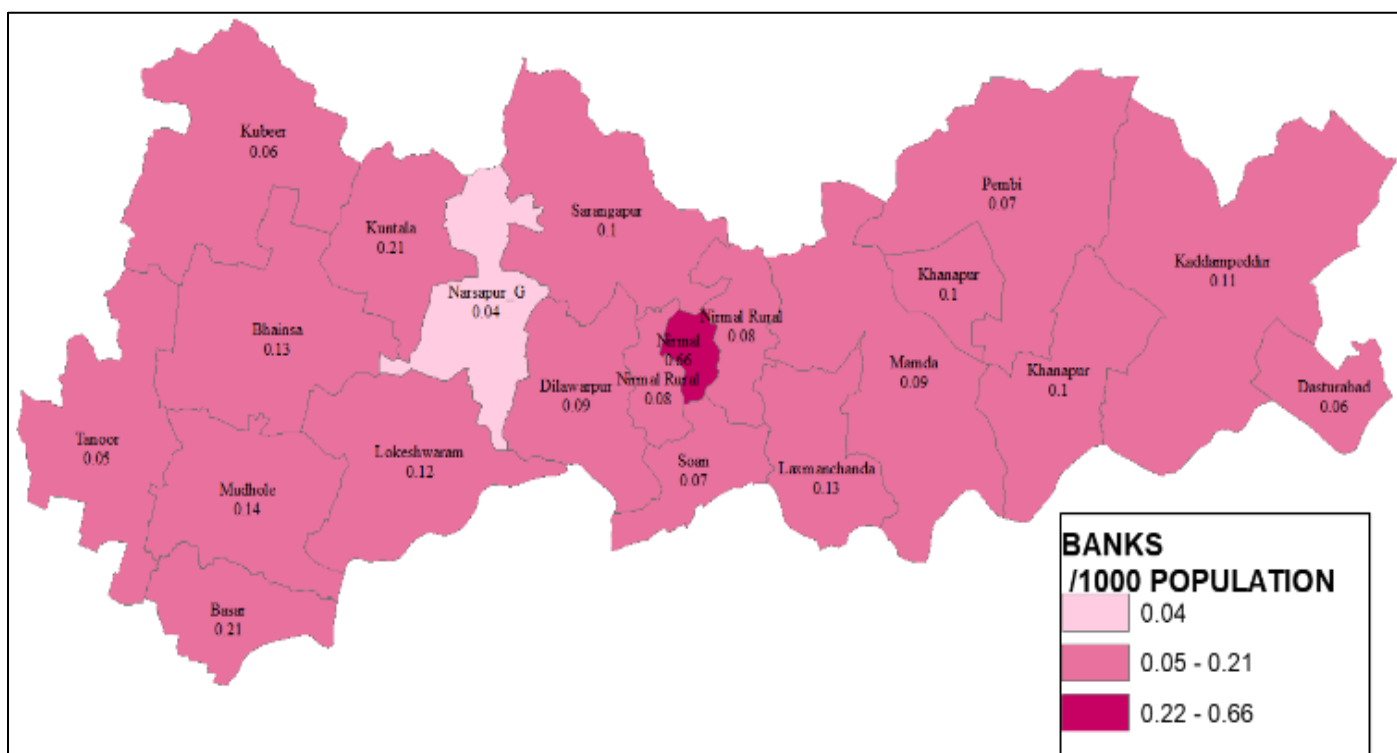 Kubeer
0.06
Kuntala
0.21
Sarangapur
0.1
Pembi
0.07
Kaddampeddur
0.11
Khanapur
0.1
Narsapur_G
0.04
Bhainsa
0.13
Nirmal Rural
0.08
Nirmal
0.66
Nirmal Rural
0.08
Dilawarpur
0.09
Mamda
0.09
Khanapur
0.1
Dasturabad
0.06
Tanoor
0.05
Lokeshwaram
0.12
Soan
0.07
Laxmanchanda
0.13
Mudhole
0.14
Basar
0.21
BANKS
/1000 POPULATION
0.04
0.05 - 0.21
0.22 - 0.66